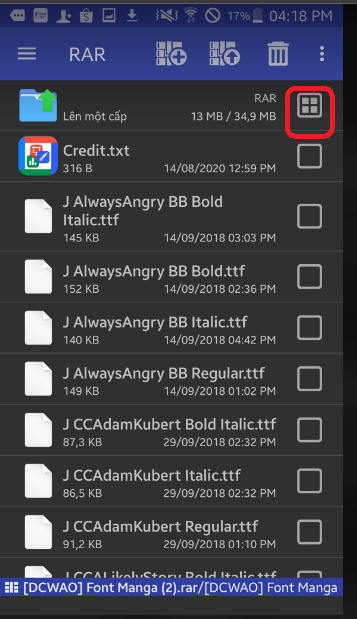 17% 04:18 PM
RAR
RAR
Lên một cấp 13 MB / 34,9 MB
Credit.txt
316 B 14/08/2020 12:59 PM
J AlwaysAngry BB Bold
Italic.ttf
145 KB 14/09/2018 03:03 PM
J AlwaysAngry BB Bold.ttf
152 KB 14/09/2018 02:36 PM
J AlwaysAngry BB Italic.ttf
140 KB 14/09/2018 04:42 PM
J AlwaysAngry BB Regular.ttf
149 KB 14/09/2018 01:02 PM
J CCAdamKubert Bold Italic.ttf
87,3 KB 29/09/2018 02:32 PM
J CCAdamKubert Italic.ttf
86,5 KB 29/09/2018 02:32 PM
J CCAdamKubert Regular.ttf
91,2 KB 29/09/2018 01:10 PM
J CCALikelyStory Bold Italic.ttf
[DCWAO] Font Manga (2).rar/[DCWAO] Font Manga